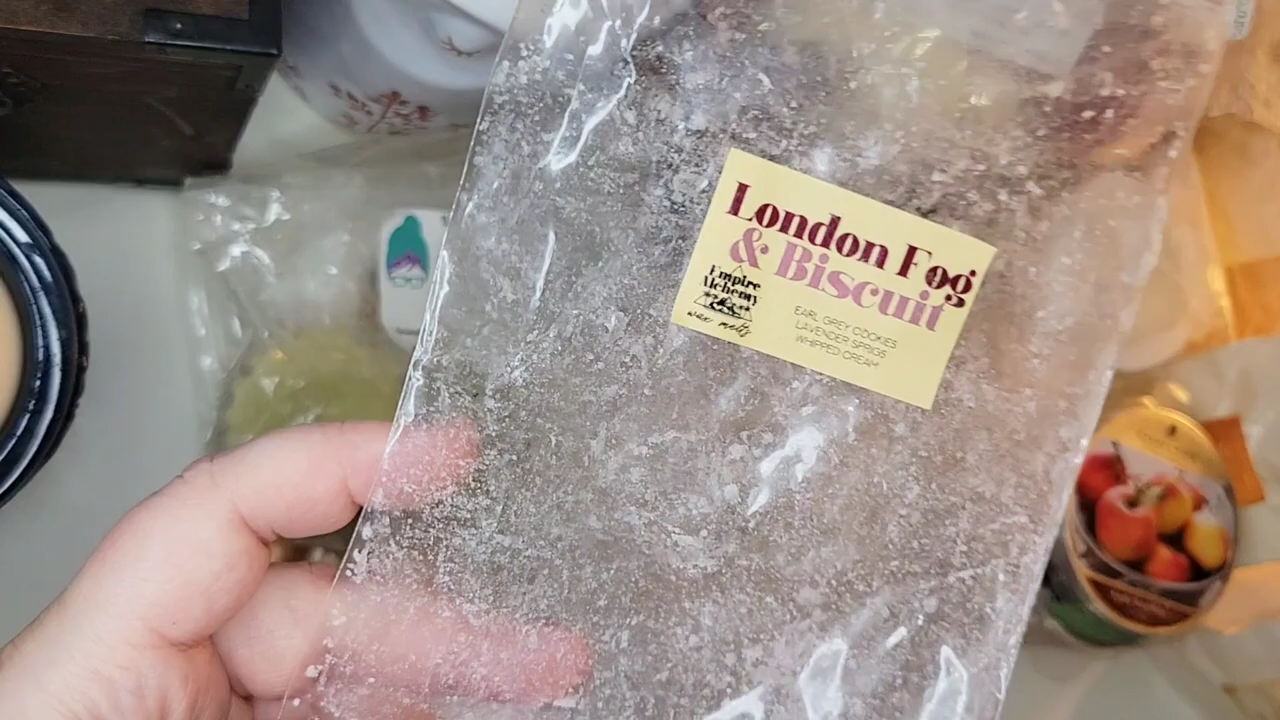 London Fog
& Biscuit
Empire
Alchemy
wax melts
EARL GREY COOKIES
LAVENDER SPRIGS
WHIPPED CREAM